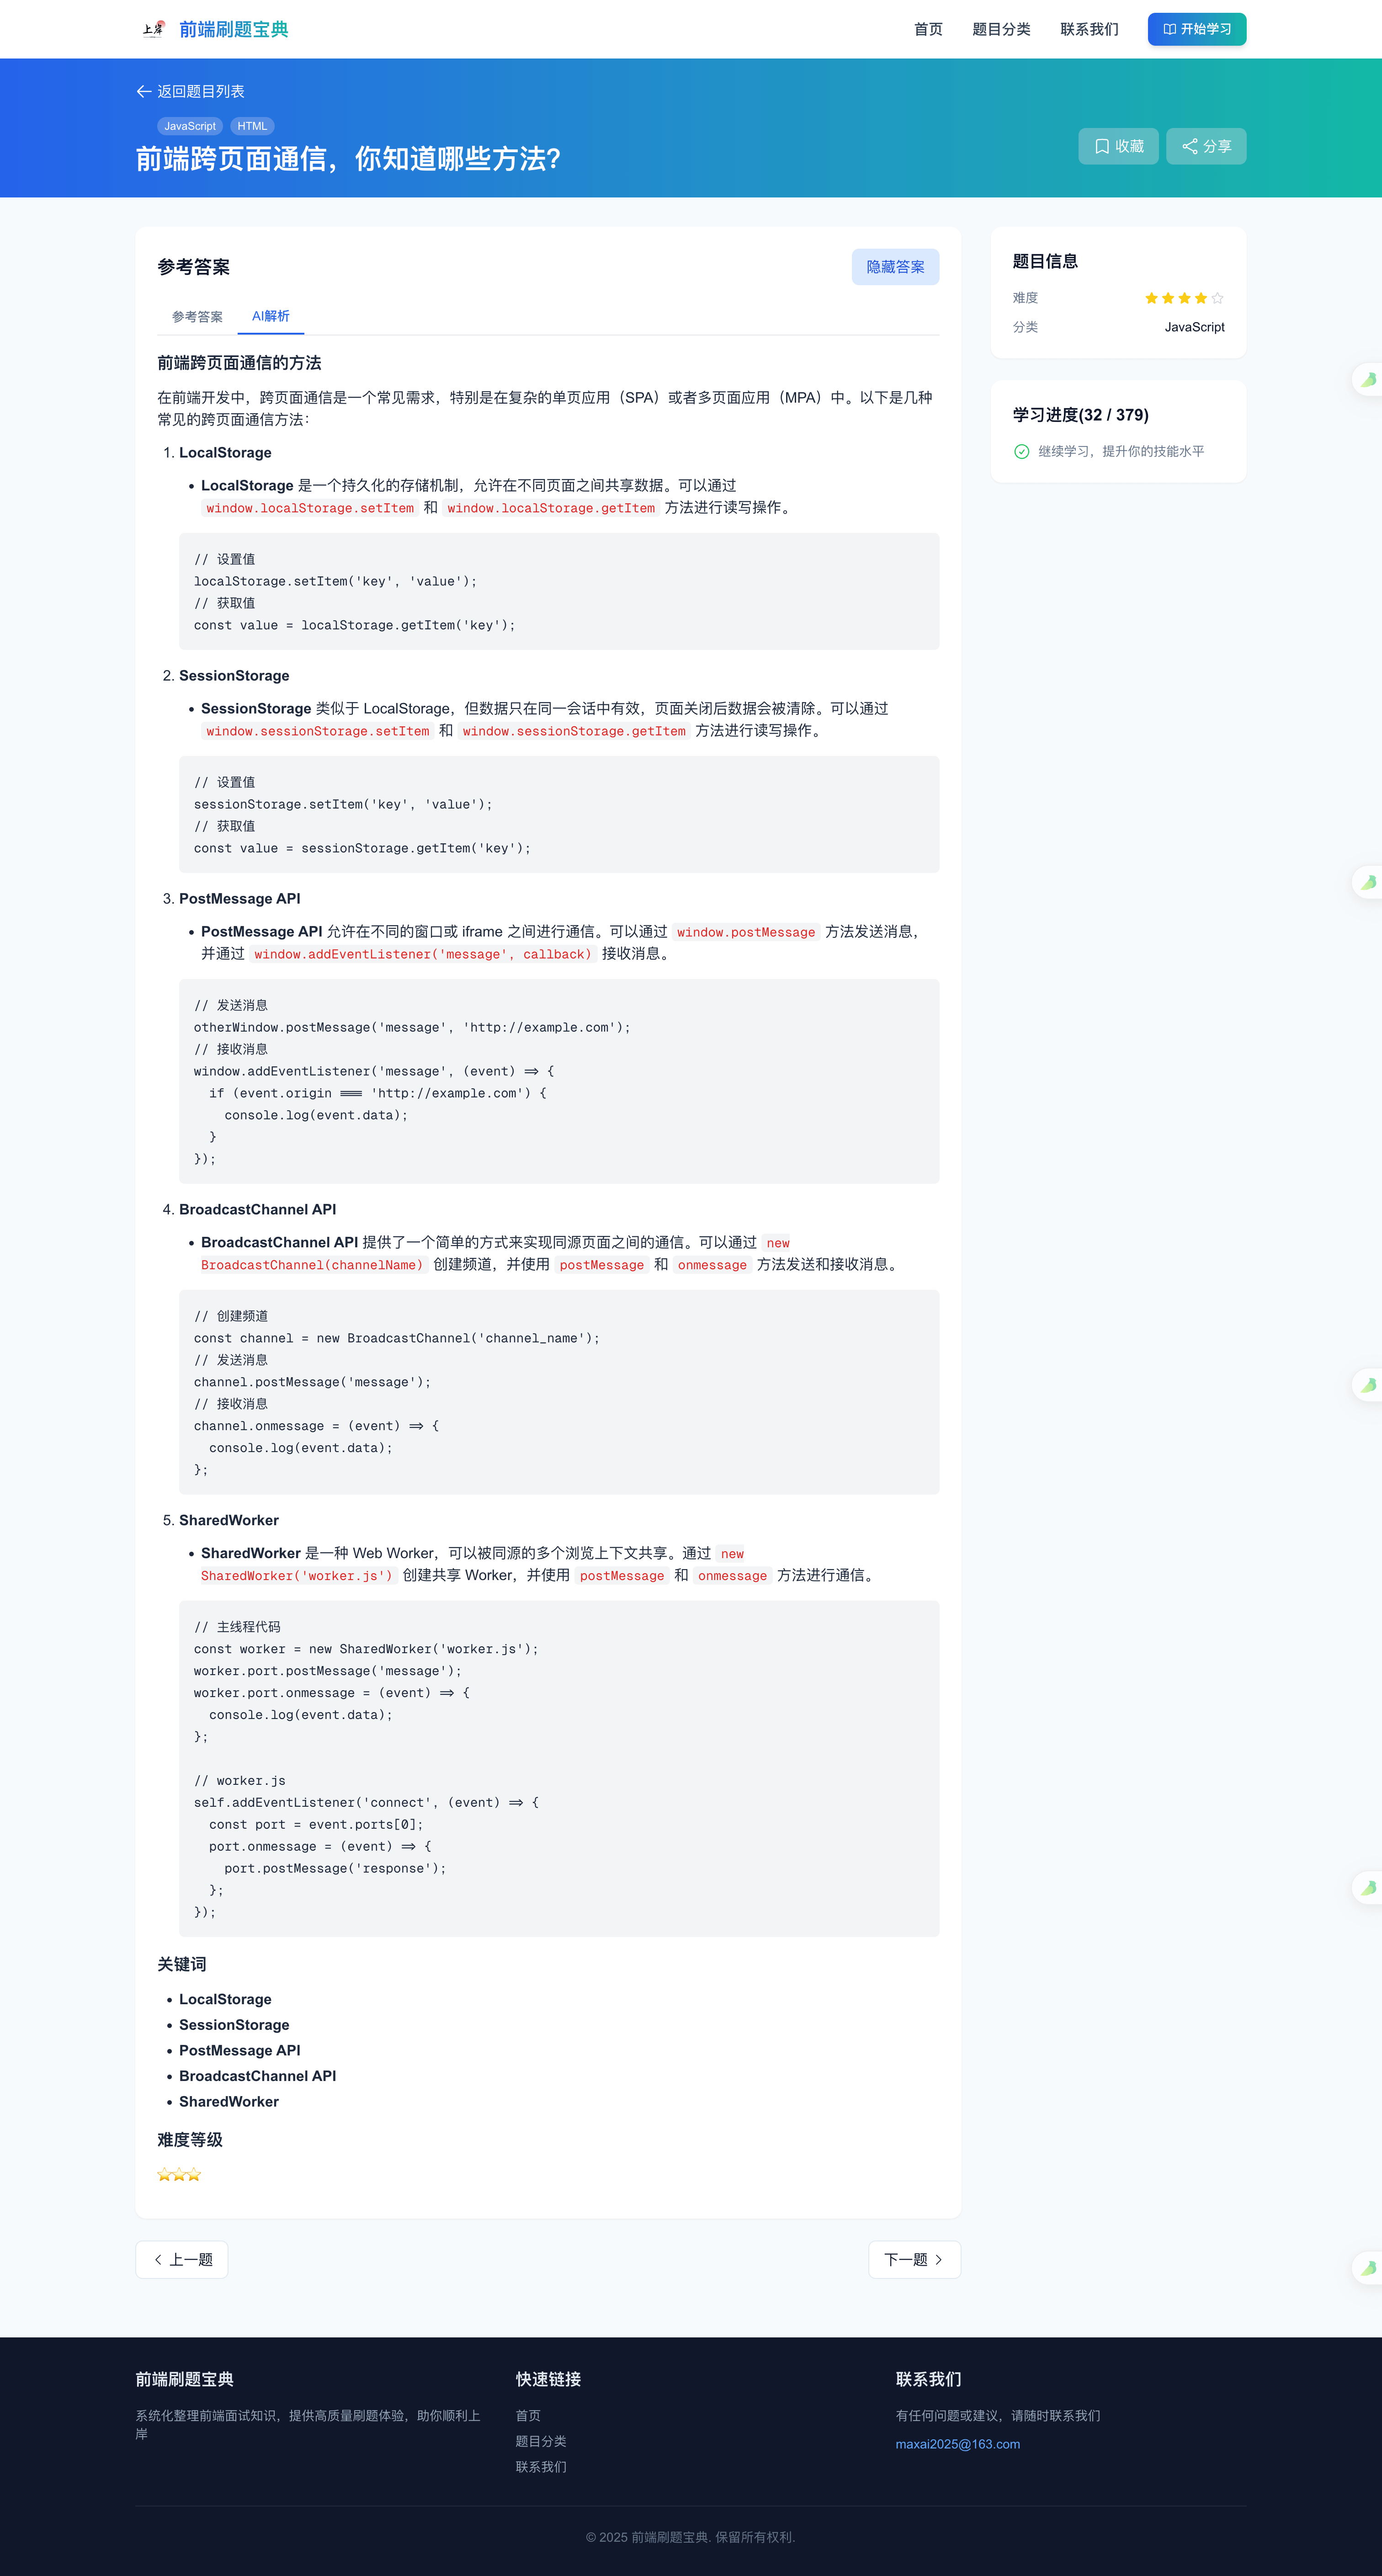 上岸
前端刷题宝典
首页
题目分类
联系我们
开始学习
返回题目列表
JavaScript
HTML
前端跨页面通信，你知道哪些方法?
收藏
分享
参考答案
隐藏答案
参考答案
AI解析
前端跨页面通信的方法
在前端开发中，跨页面通信是一个常见需求，特别是在复杂的单页应用（SPA）或者多页面应用（MPA）中。以下是几种
常见的跨页面通信方法：
1. LocalStorage
• LocalStorage 是一个持久化的存储机制，允许在不同页面之间共享数据。可以通过
window.localStorage.setItem 和 window.localStorage.getItem 方法进行读写操作。
// 设置值
localStorage.setItem('key', 'value');
// 获取值
const value = localStorage.getItem('key');
2. SessionStorage
• SessionStorage 类似于 LocalStorage，但数据只在同一会话中有效，页面关闭后数据会被清除。可以通过
window.sessionStorage.setItem 和 window.sessionStorage.getItem 方法进行读写操作。
// 设置值
sessionStorage.setItem('key', 'value');
// 获取值
const value = sessionStorage.getItem('key');
3. PostMessage API
• PostMessage API 允许在不同的窗口或 iframe 之间进行通信。可以通过 window.postMessage 方法发送消息，
并通过 window.addEventListener('message', callback) 接收消息。
// 发送消息
otherWindow.postMessage('message', 'http://example.com');
// 接收消息
window.addEventListener('message', (event) => {
  if (event.origin === 'http://example.com') {
    console.log(event.data);
  }
});
4. BroadcastChannel API
• BroadcastChannel API 提供了一个简单的方式来实现同源页面之间的通信。可以通过 new
BroadcastChannel(channelName) 创建频道，并使用 postMessage 和 onmessage 方法发送和接收消息。
// 创建频道
const channel = new BroadcastChannel('channel_name');
// 发送消息
channel.postMessage('message');
// 接收消息
channel.onmessage = (event) => {
  console.log(event.data);
};
5. SharedWorker
• SharedWorker 是一种 Web Worker，可以被同源的多个浏览上下文共享。通过 new
SharedWorker('worker.js') 创建共享 Worker，并使用 postMessage 和 onmessage 方法进行通信。
// 主线程代码
const worker = new SharedWorker('worker.js');
worker.port.postMessage('message');
worker.port.onmessage = (event) => {
  console.log(event.data);
};
// worker.js
self.addEventListener('connect', (event) => {
  const port = event.ports[0];
  port.onmessage = (event) => {
    port.postMessage('response');
  };
});
关键词
• LocalStorage
• SessionStorage
• PostMessage API
• BroadcastChannel API
• SharedWorker
难度等级
⭐⭐⭐
上一题
下一题
题目信息
难度
分类
JavaScript
学习进度(32 / 379)
继续学习，提升你的技能水平
前端刷题宝典
系统化整理前端面试知识，提供高质量刷题体验，助你顺利上
岸
快速链接
首页
题目分类
联系我们
联系我们
有任何问题或建议，请随时联系我们
maxai2025@163.com
© 2025 前端刷题宝典. 保留所有权利.